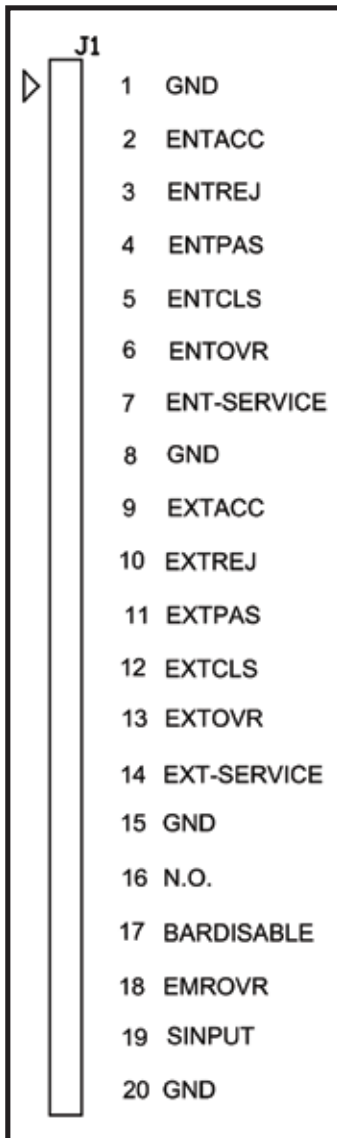 J1
1 GND
2 ENTACC
3 ENTREJ
4 ENTPAS
5 ENTCLS
6 ENTOVR
7 ENT-SERVICE
8 GND
9 EXTACC
10 EXTREJ
11 EXTPAS
12 EXTCLS
13 EXTOVR
14 EXT-SERVICE
15 GND
16 N.O.
17 BARDISABLE
18 EMROVR
19 SINPUT
20 GND